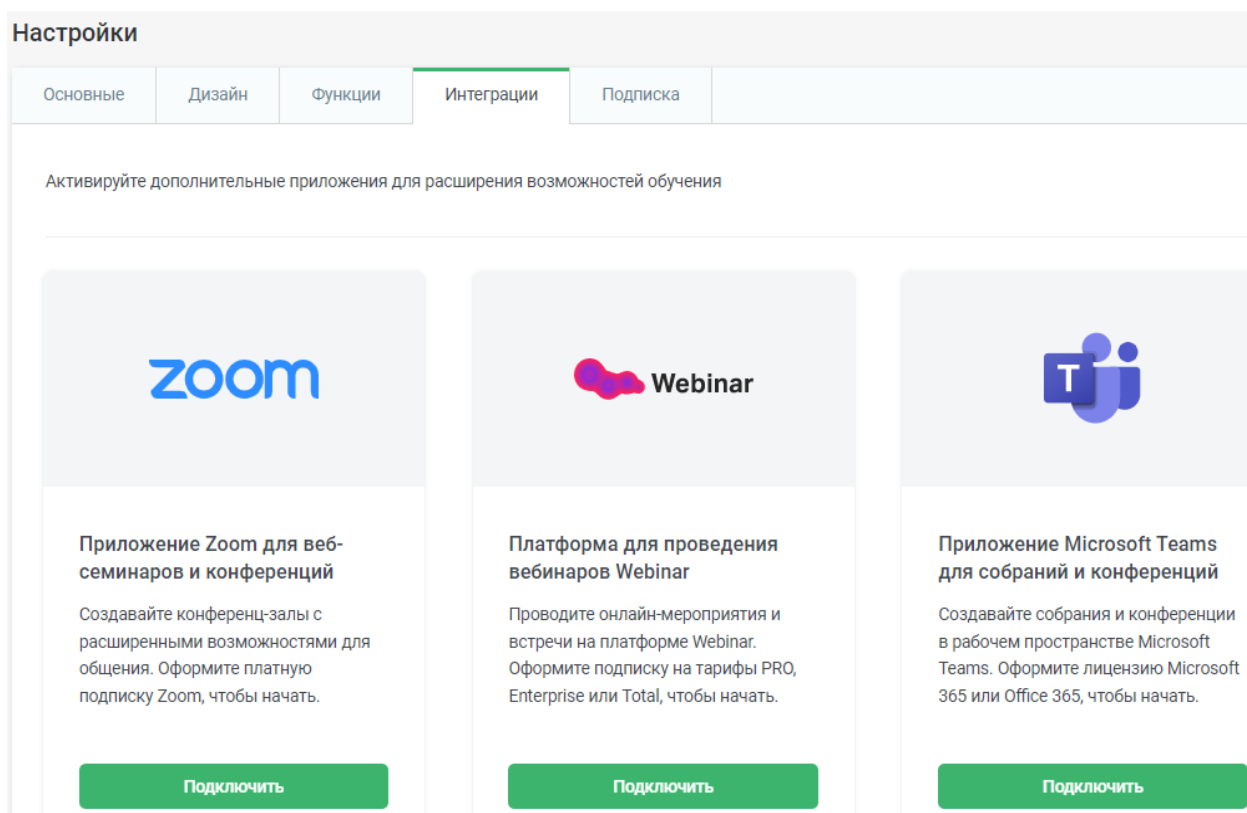 Настройки
Основные
Дизайн
Функции
Интеграции
Подписка
Активируйте дополнительные приложения для расширения возможностей обучения
zoom
Приложение Zoom для веб-
семинаров и конференций
Создавайте конференц-залы с
расширенными возможностями для
общения. Оформите платную
подписку Zoom, чтобы начать.
Подключить
Webinar
Платформа для проведения
вебинаров Webinar
Проводите онлайн-мероприятия и
встречи на платформе Webinar.
Оформите подписку на тарифы PRO,
Enterprise или Total, чтобы начать.
Подключить
T
Приложение Microsoft Teams
для собраний и конференций
Создавайте собрания и конференции
в рабочем пространстве Microsoft
Teams. Оформите лицензию Microsoft
365 или Office 365, чтобы начать.
Подключить